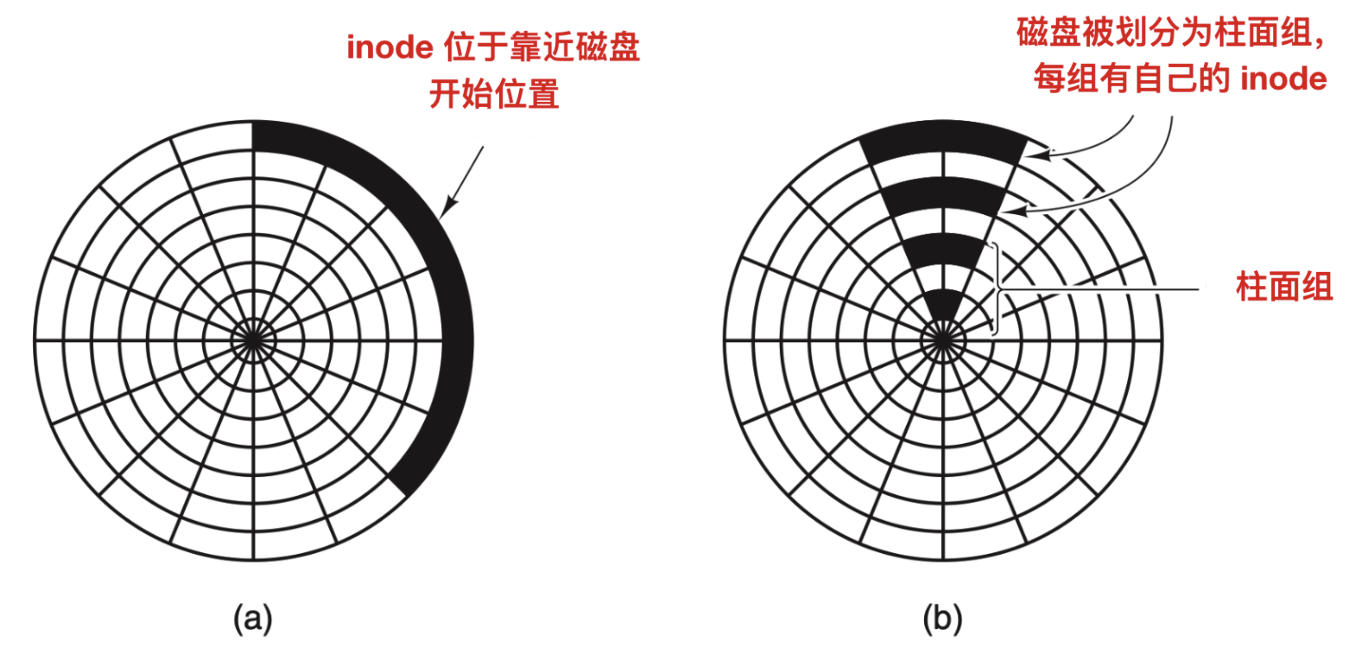 inode 位于靠近磁盘
开始位置
磁盘被划分为柱面组，
每组有自己的 inode
柱面组
(a)
(b)